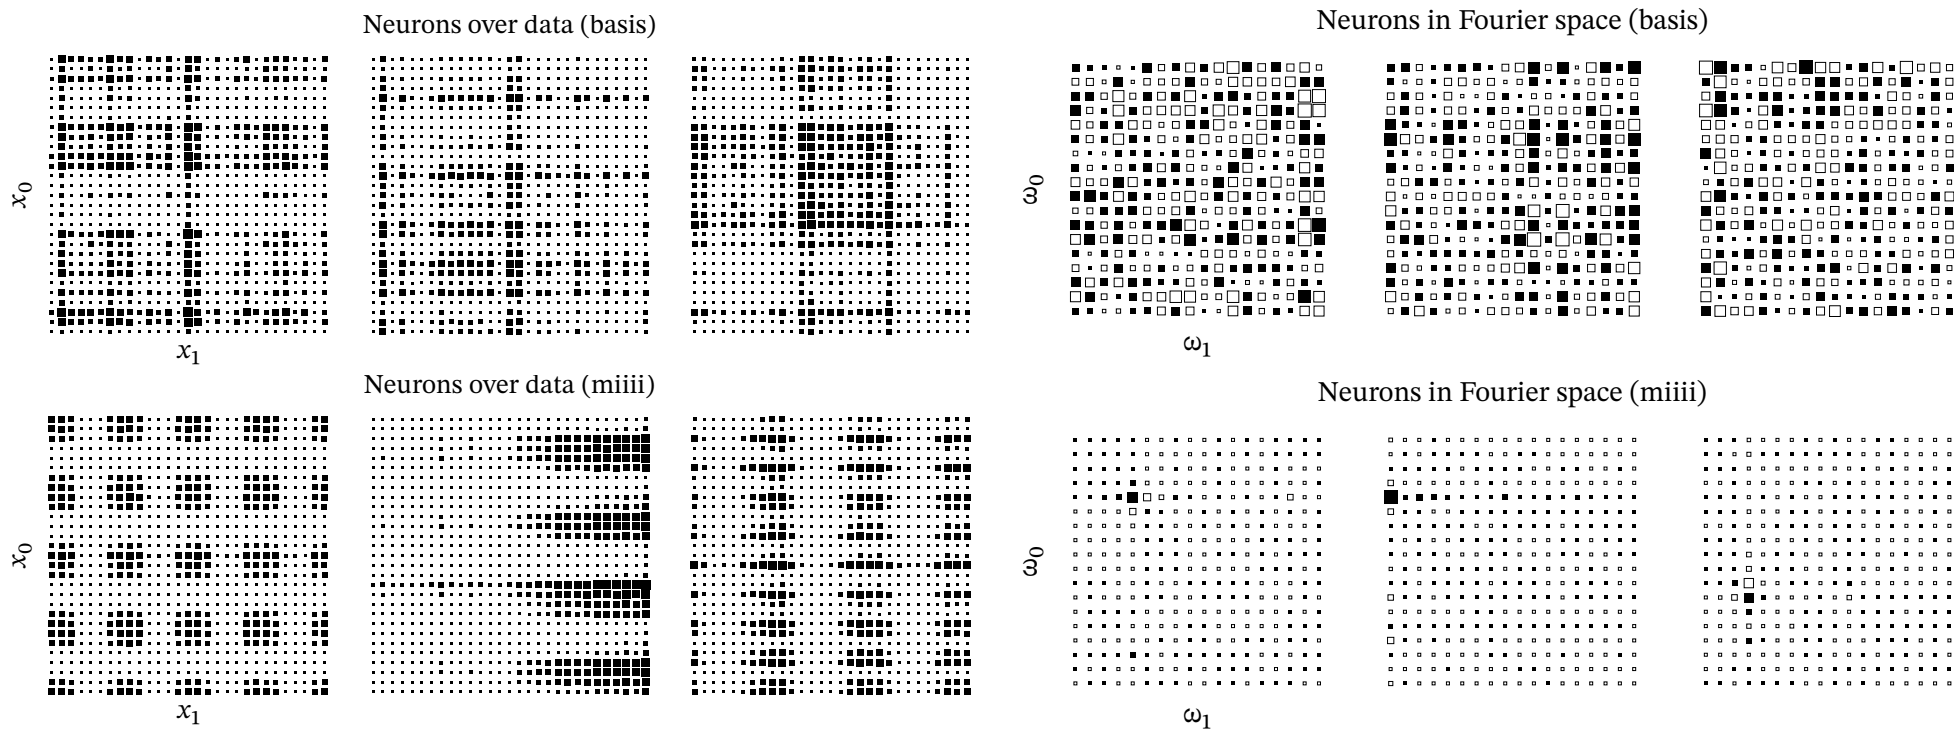 Neurons over data (basis)
x₀
x₁
Neurons in Fourier space (basis)
ω₀
ω₁
Neurons over data (miiii)
x₀
x₁
Neurons in Fourier space (miiii)
ω₀
ω₁